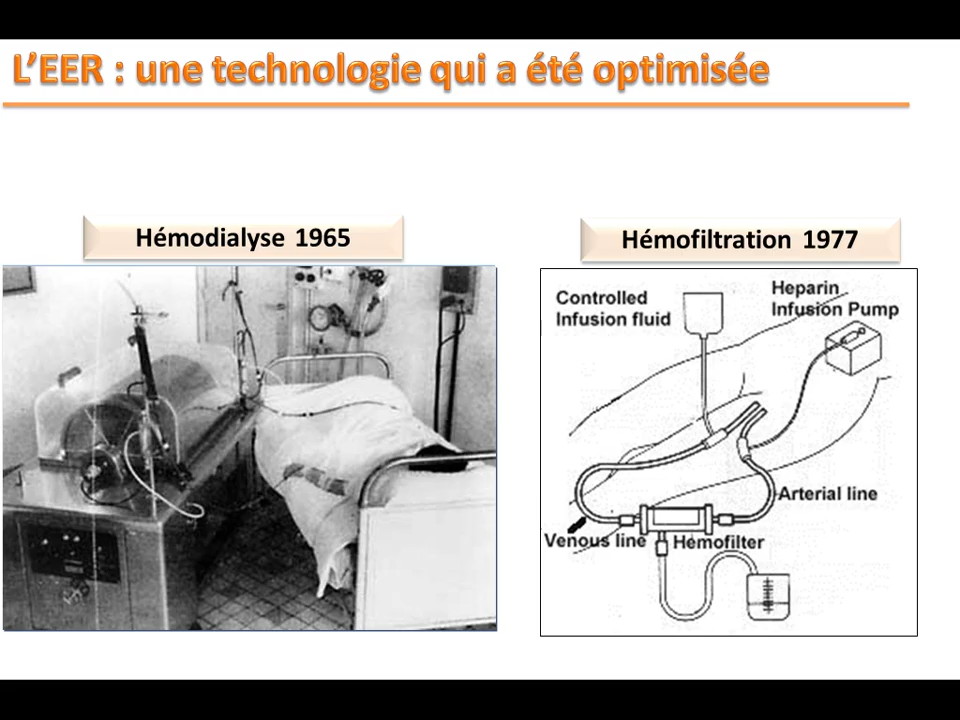 L'EER : une technologie qui a été optimisée
Hémodialyse 1965
Hémofiltration 1977
Controlled
Infusion fluid
Heparin
Infusion Pump
Arterial line
Venous line
Hemofilter